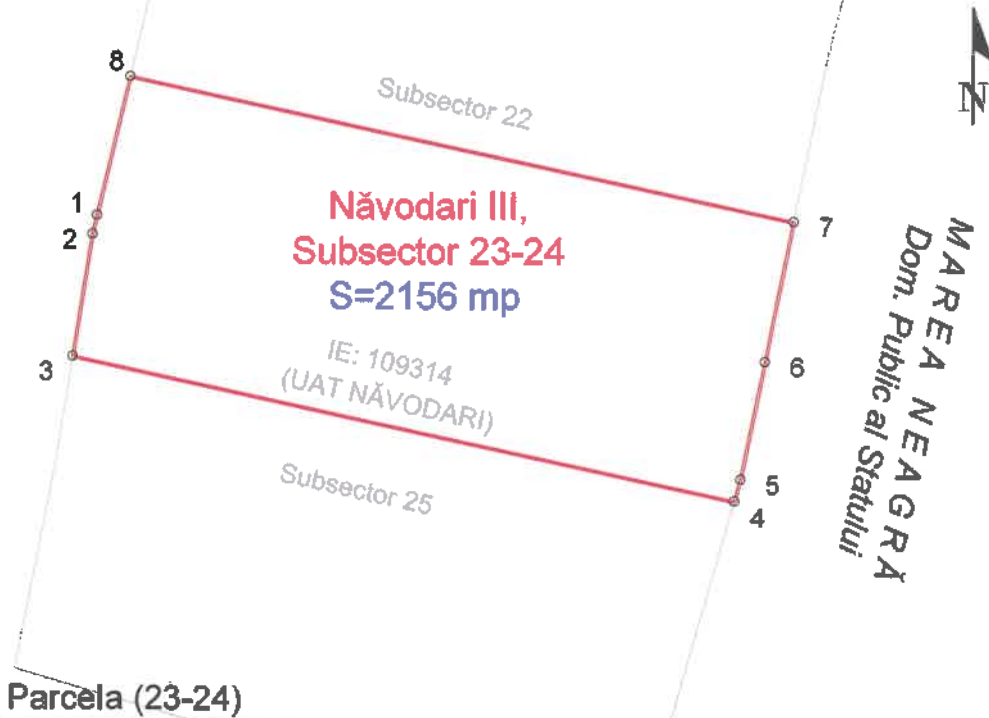 8
Subsector 22
N
1
2
Năvodari III,
Subsector 23-24
S=2156 mp
7
MAREA NEAGRĂ
Dom. Public al Statului
3
IE: 109314
(UAT NĂVODARI)
6
Subsector 25
5
4
Parcela (23-24)